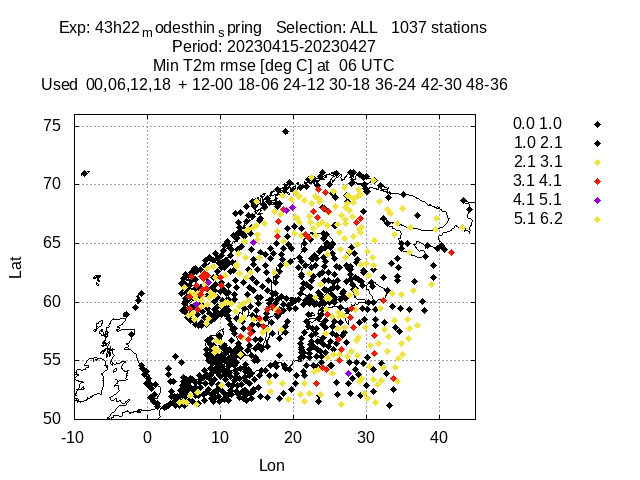 Exp: 43h22modesthinspring   Selection: ALL   1037 stations
Period: 20230415-20230427
Min T2m rmse [deg C] at  06 UTC
Used  00,06,12,18  + 12-00 18-06 24-12 30-18 36-24 42-30 48-36
0.0 1.0
1.0 2.1
2.1 3.1
3.1 4.1
4.1 5.1
5.1 6.2
75
70
65
60
55
50
Lat
-10 0 10 20 30 40
Lon